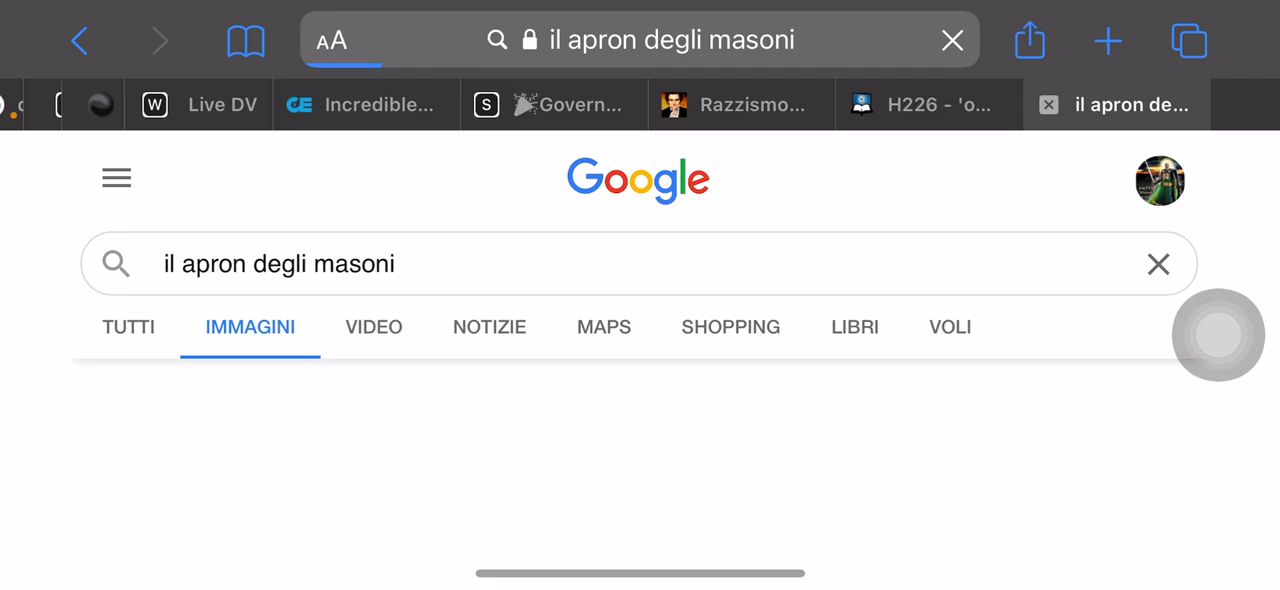 AA il apron degli masoni
W Live DV CE Incredible... S Govern... Razzismo... H226 - 'o... il apron de...
Google
il apron degli masoni
TUTTI IMMAGINI VIDEO NOTIZIE MAPS SHOPPING LIBRI VOLI